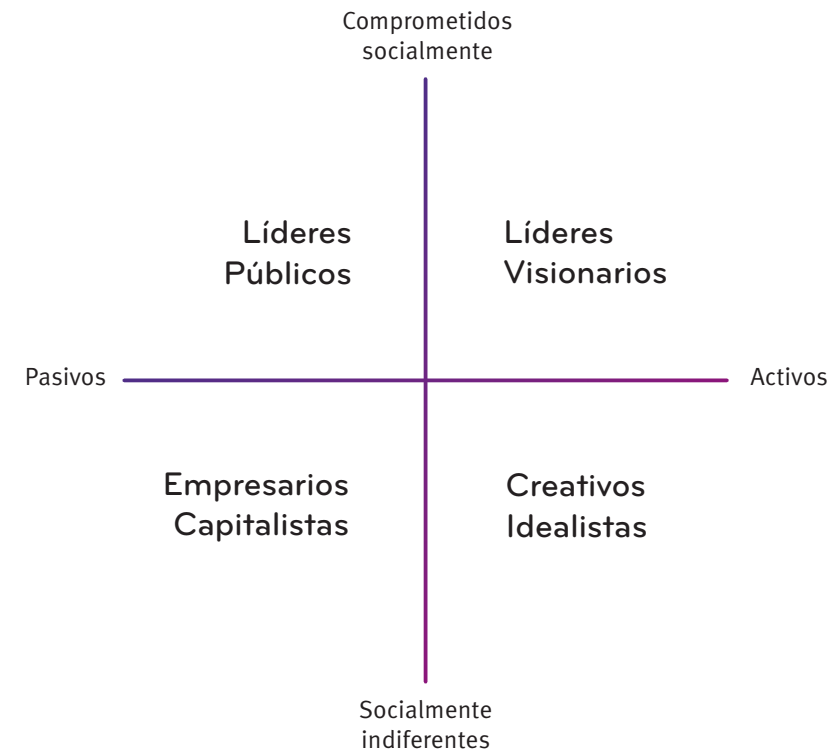 Comprometidos
socialmente
Líderes
Públicos
Líderes
Visionarios
Pasivos
Activos
Empresarios
Capitalistas
Creativos
Idealistas
Socialmente
indiferentes